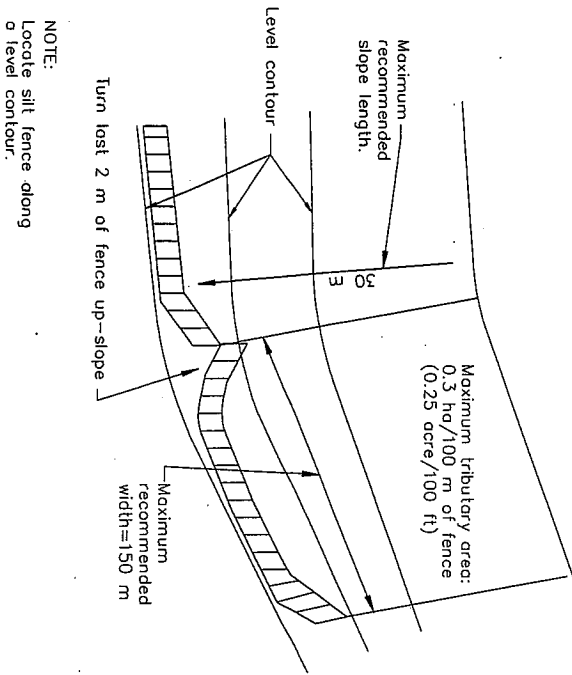 Maximum
recommended
slope length.
Level contour
30 m
Maximum tributary area:
0.3 ha/100 m of fence
(0.25 acre/100 ft)
Turn last 2 m of fence up-slope
Maximum
recommended
width=150 m
NOTE:
Locate silt fence along
a level contour.